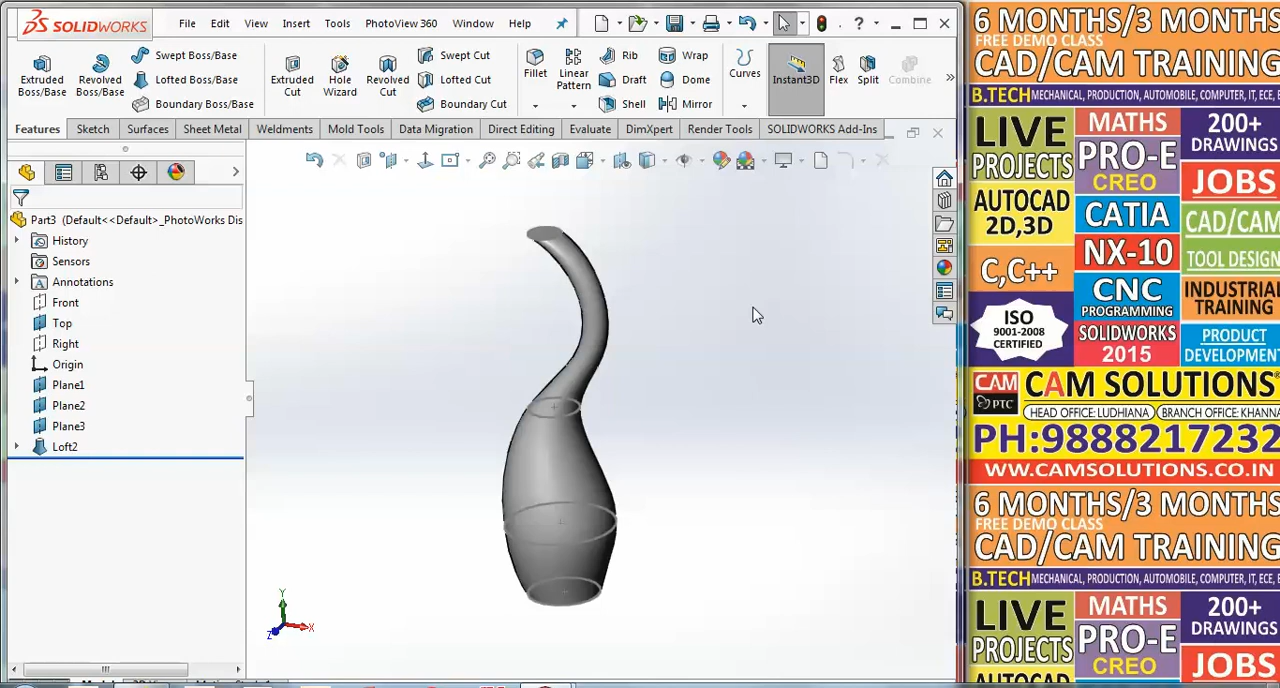 SOLIDWORKS
File Edit View Insert Tools PhotoView 360 Window Help
Extruded Boss/Base
Revolved Boss/Base
Swept Boss/Base
Lofted Boss/Base
Boundary Boss/Base
Extruded Cut
Hole Wizard
Revolved Cut
Swept Cut
Lofted Cut
Boundary Cut
Fillet
Linear Pattern
Rib
Draft
Shell
Wrap
Dome
Mirror
Curves
Instant3D
Flex
Split
Combine
Features Sketch Surfaces Sheet Metal Weldments Mold Tools Data Migration Direct Editing Evaluate DimXpert Render Tools SOLIDWORKS Add-Ins
Part3 (Default<<Default>_PhotoWorks Dis
History
Sensors
Annotations
Front
Top
Right
Origin
Plane1
Plane2
Plane3
Loft2
Y
X
Z
6 MONTHS/3 MONTHS
FREE DEMO CLASS
CAD/CAM TRAINING
B.TECH MECHANICAL, PRODUCTION, AUTOMOBILE, COMPUTER, IT, ECE,
LIVE PROJECTS
MATHS
200+ DRAWINGS
PRO-E CREO
JOBS
AUTOCAD 2D,3D
CATIA
CAD/CAM
TOOL DESIGN
NX-10
C,C++
CNC PROGRAMMING
INDUSTRIAL TRAINING
ISO 9001-2008 CERTIFIED
SOLIDWORKS 2015
PRODUCT DEVELOPMENT
CAM PTC
CAM SOLUTIONS®
HEAD OFFICE: LUDHIANA BRANCH OFFICE: KHANNA
PH:9888217232
WW.CAMSOLUTIONS.CO.IN
6 MONTHS/3 MONTHS
FREE DEMO CLASS
CAD/CAM TRAINING
B.TECH MECHANICAL, PRODUCTION, AUTOMOBILE, COMPUTER, IT, ECE,
LIVE PROJECTS
MATHS
200+ DRAWINGS
PRO-E CREO
JOBS